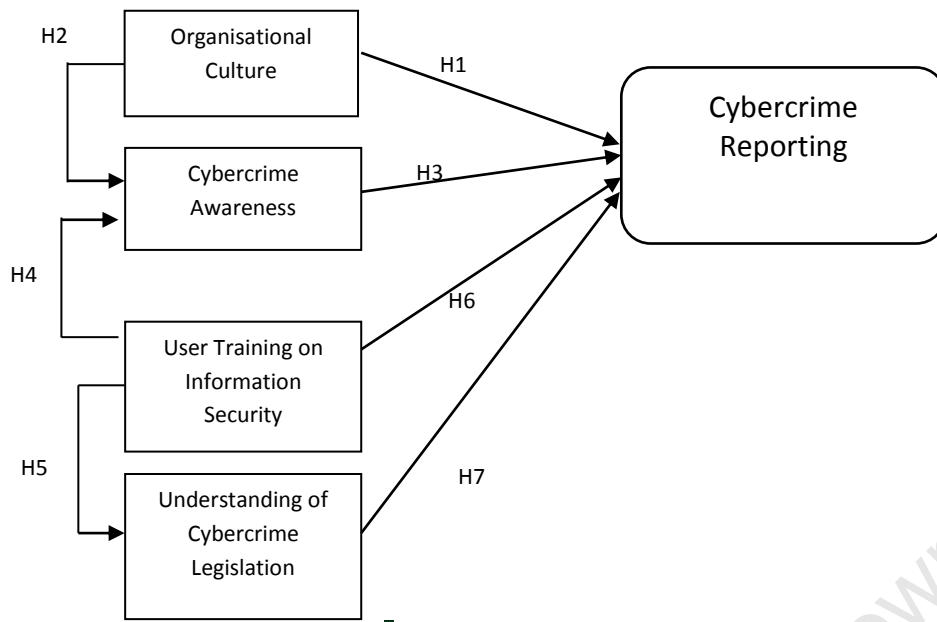 H2
Organisational
Culture
H1
Cybercrime
Reporting
Cybercrime
Awareness
H3
H4
User Training on
Information
Security
H6
H5
Understanding of
Cybercrime
Legislation
H7